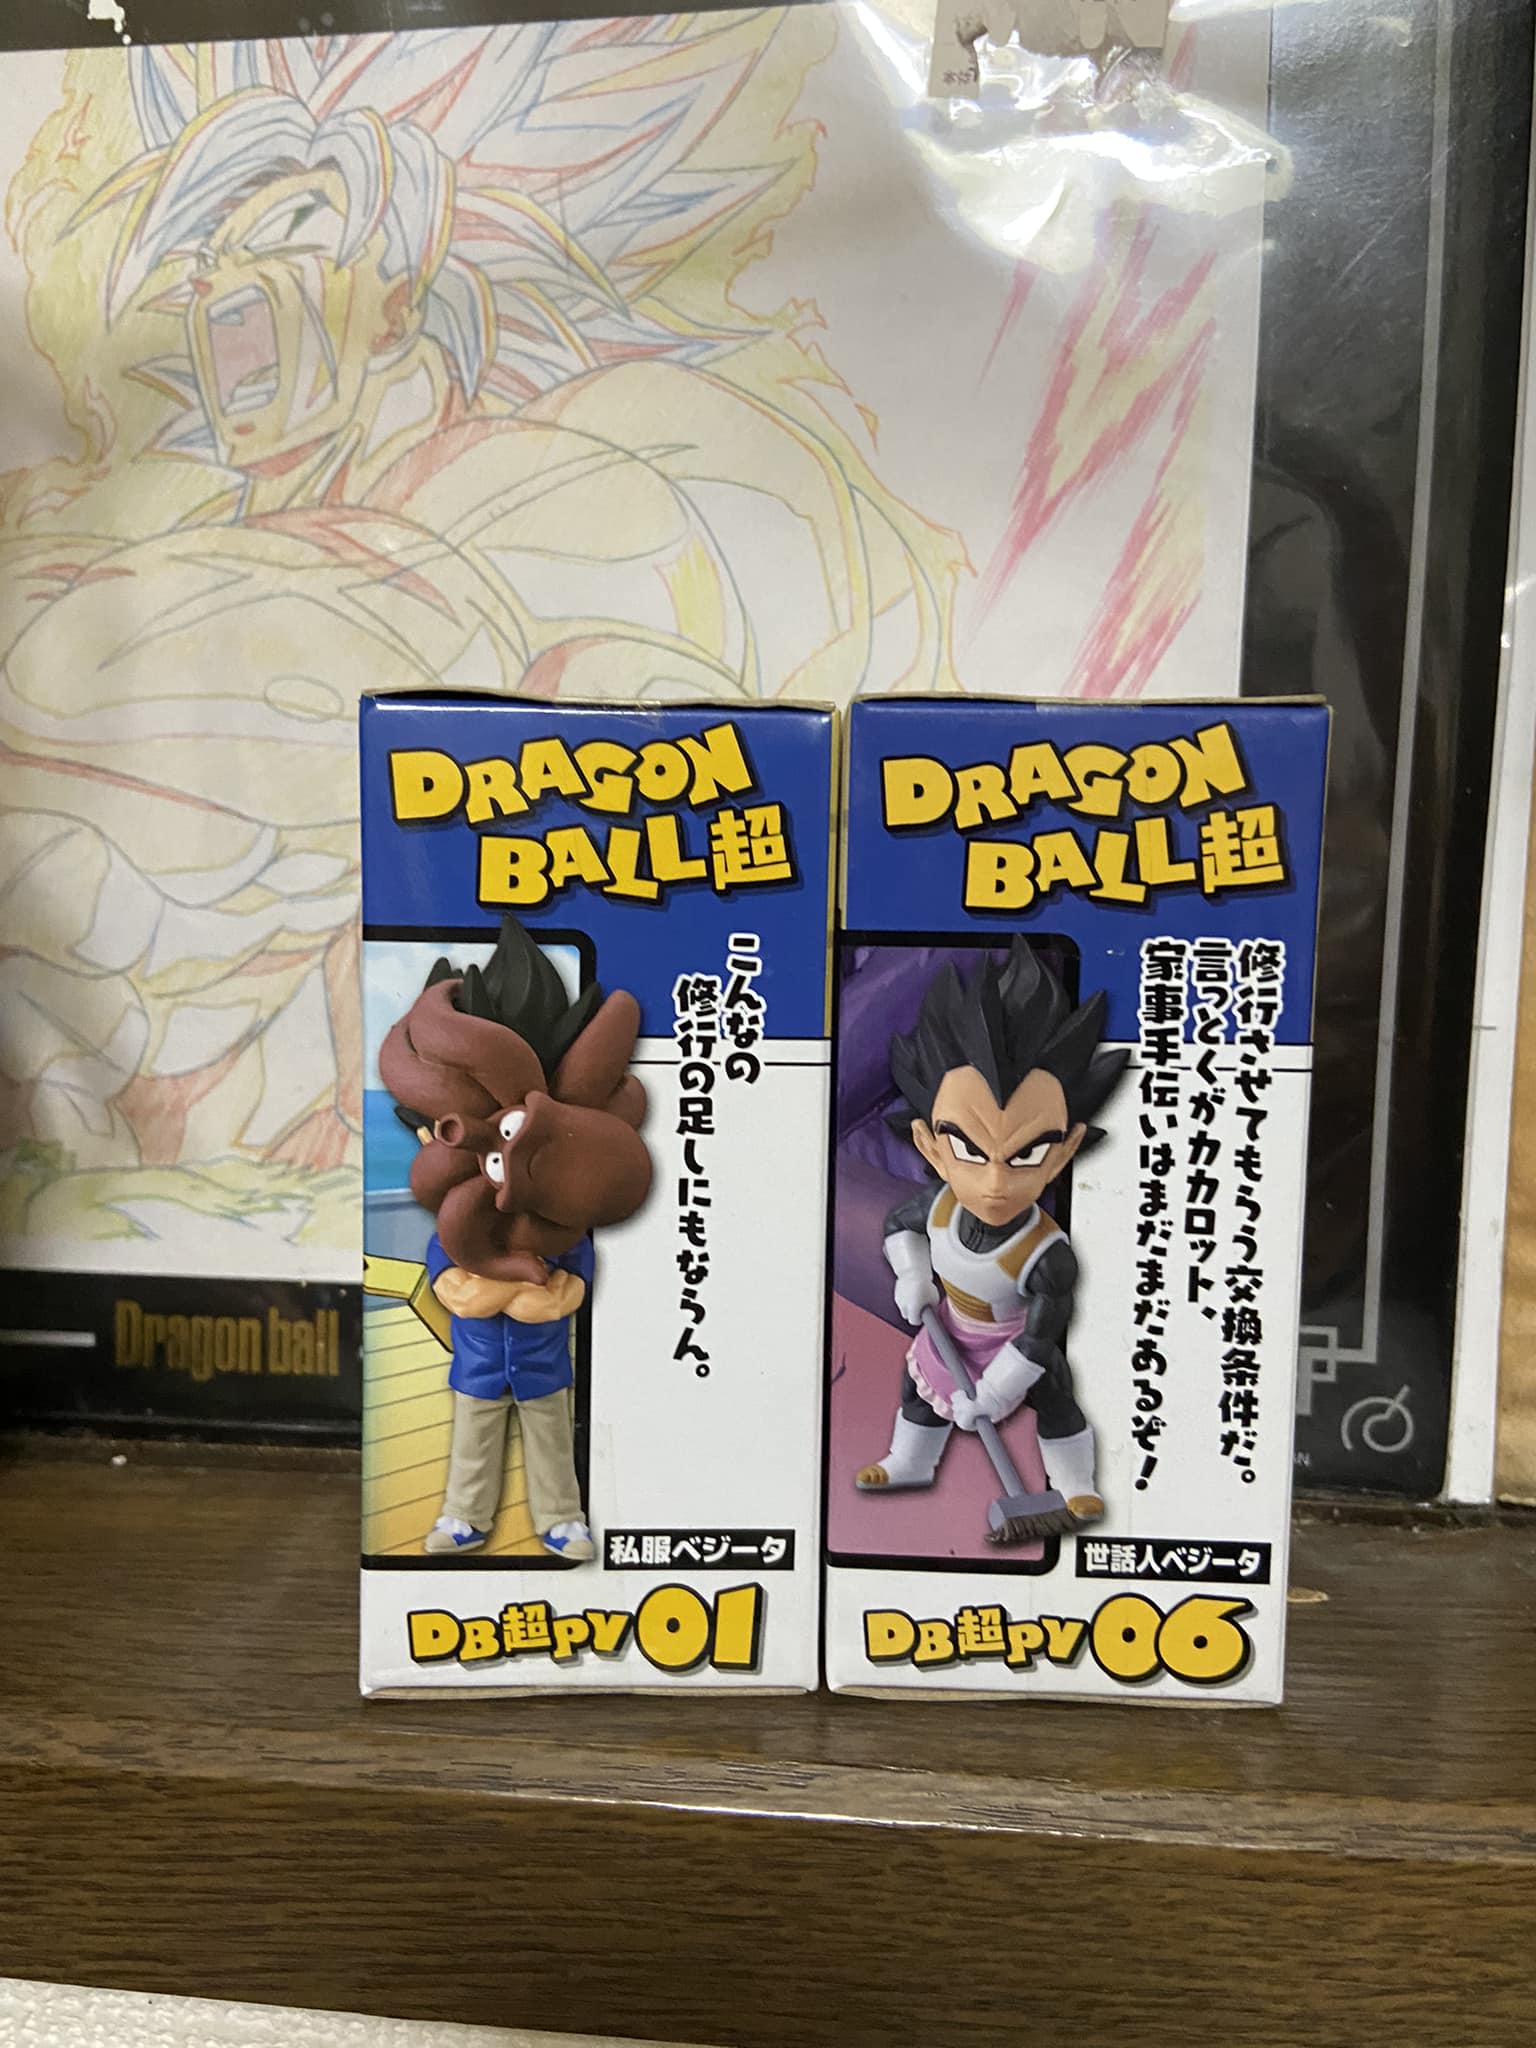 DRAGON
BALL超
こんなの
修行の足しにもならん。
私服ベジータ
DB超PV 01
DRAGON
BALL超
修行させてもらう交換条件だ。
言っとくがカカロット、
家事手伝いはまだまだあるぞ!
世話人ベジータ
DB超PV 06
Dragon ball